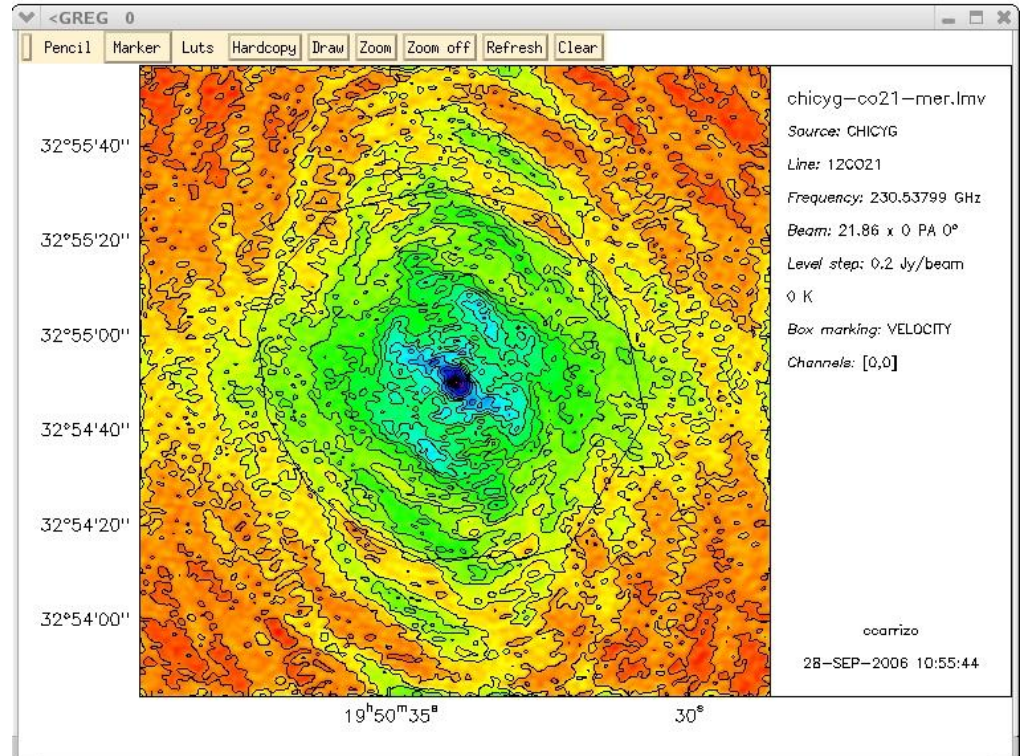 <GREG 0
Pencil Marker Luts Hardcopy Draw Zoom Zoom off Refresh Clear
chicyg-co21-mer.lmv
Source: CHICYG
Line: 12CO21
Frequency: 230.53799 GHz
Beam: 21.86 x 0 PA 0°
Level step: 0.2 Jy/beam
0 K
Box marking: VELOCITY
Channels: [0,0]
32°55'40''
32°55'20''
32°55'00''
32°54'40''
32°54'20''
32°54'00''
19ʰ50ᵐ35ˢ 30ˢ
ccarrizo
28-SEP-2006 10:55:44